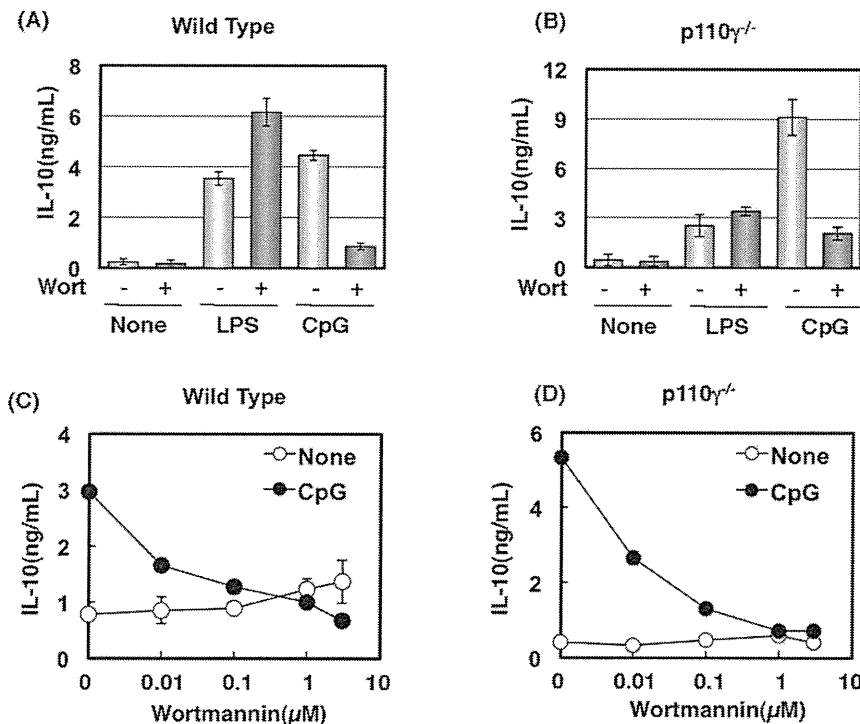 (A)
Wild Type
8
6
4
2
0
IL-10(ng/mL)
Wort - + - + - +
None LPS CpG
(B)
p110γ-/-
12
9
6
3
0
IL-10(ng/mL)
- + - + - +
None LPS CpG
(C)
Wild Type
4
3
2
1
0
IL-10(ng/mL)
None
CpG
0 0.01 0.1 1 10
Wortmannin(μM)
(D)
p110γ-/-
6
4
2
0
IL-10(ng/mL)
None
CpG
0 0.01 0.1 1 10
Wortmannin(μM)